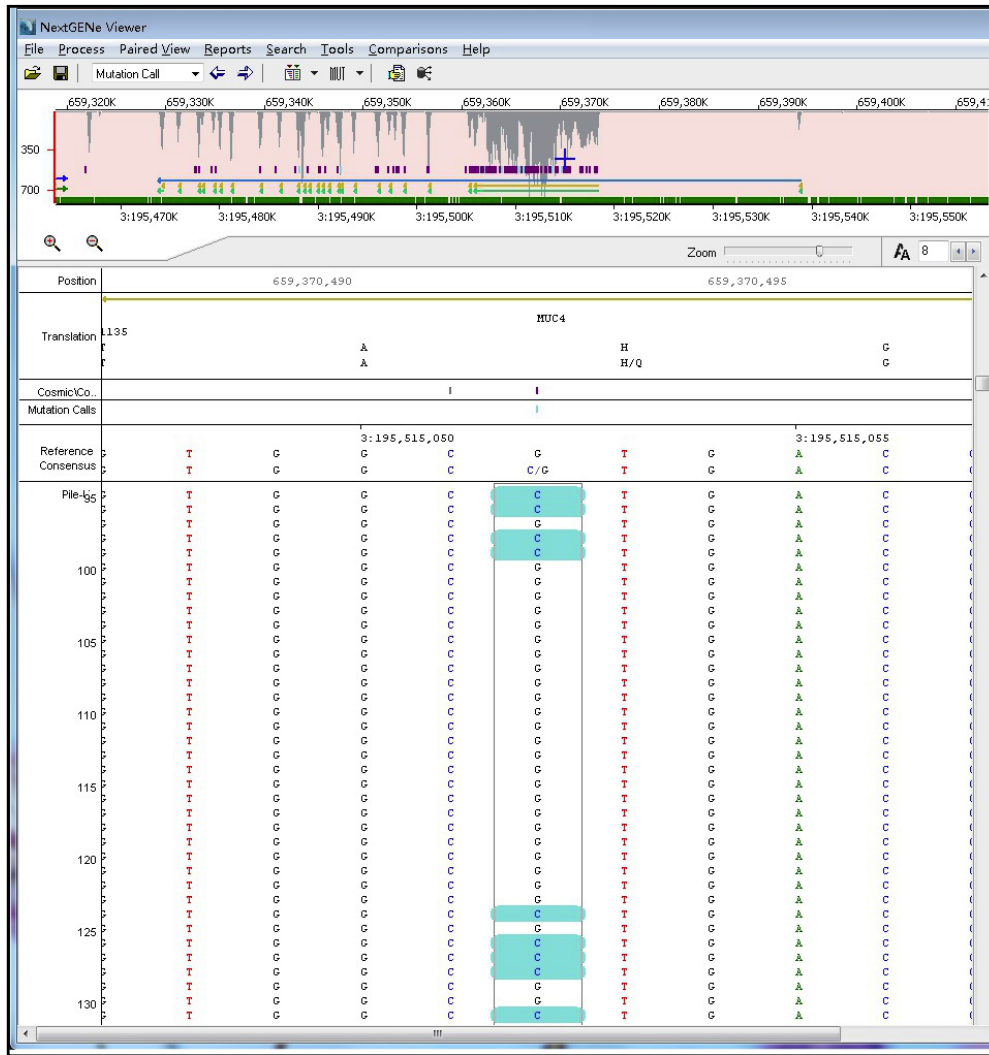 NextGENe Viewer
File Process Paired View Reports Search Tools Comparisons Help
Mutation Call MUT
659,320K 659,330K 659,340K 659,350K 659,360K 659,370K 659,380K 659,390K 659,400K
350
700
3:195,470K 3:195,480K 3:195,490K 3:195,500K 3:195,510K 3:195,520K 3:195,530K 3:195,540K 3:195,550K
Zoom AA 8
Position 659,370,490 659,370,495
MUC4
Translation 1135
T A H G
T A H/Q G
Cosmic\Co..
Mutation Calls
3:195,515,050 3:195,515,055
Reference G T G G C G T G A C
Consensus G T G G C C/G T G A C
Pile-U 95 G T G G C C T G A C
G T G G C C T G A C
G T G G C G T G A C
G T G G C C T G A C
G T G G C C T G A C
100 G T G G C G T G A C
G T G G C G T G A C
G T G G C G T G A C
G T G G C G T G A C
G T G G C G T G A C
105 G T G G C G T G A C
G T G G C G T G A C
G T G G C G T G A C
G T G G C G T G A C
G T G G C G T G A C
110 G T G G C G T G A C
G T G G C G T G A C
G T G G C G T G A C
G T G G C G T G A C
G T G G C G T G A C
115 G T G G C G T G A C
G T G G C G T G A C
G T G G C G T G A C
G T G G C G T G A C
G T G G C G T G A C
120 G T G G C G T G A C
G T G G C G T G A C
G T G G C G T G A C
G T G G C G T G A C
G T G G C C T G A C
125 G T G G C G T G A C
G T G G C C T G A C
G T G G C C T G A C
G T G G C C T G A C
G T G G C G T G A C
130 G T G G C G T G A C
G T G G C C T G A C